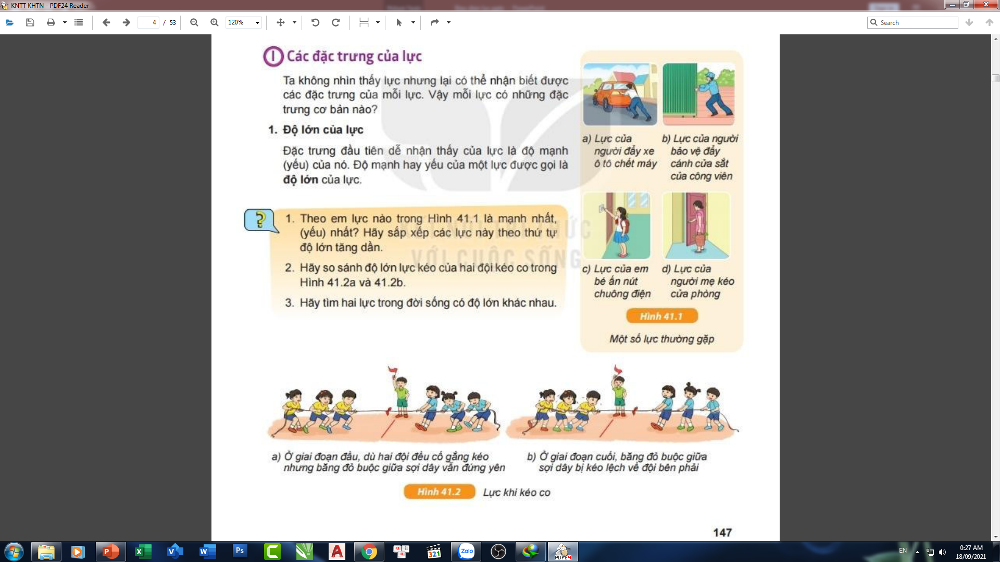 KNTT KHTN - PDF24 Reader
4 / 53
120%
Search
I Các đặc trưng của lực
Ta không nhìn thấy lực nhưng lại có thể nhận biết được
các đặc trưng của mỗi lực. Vậy mỗi lực có những đặc
trưng cơ bản nào?
1. Độ lớn của lực
Đặc trưng đầu tiên dễ nhận thấy của lực là độ mạnh
(yếu) của nó. Độ mạnh hay yếu của một lực được gọi là
độ lớn của lực.
?
1. Theo em lực nào trong Hình 41.1 là mạnh nhất,
(yếu) nhất? Hãy sắp xếp các lực này theo thứ tự
độ lớn tăng dần.
2. Hãy so sánh độ lớn lực kéo của hai đội kéo co trong
Hình 41.2a và 41.2b.
3. Hãy tìm hai lực trong đời sống có độ lớn khác nhau.
KẾT NỐI TRI THỨC
VỚI CUỘC SỐNG
a) Lực của
người đẩy xe
ô tô chết máy
b) Lực của người
bảo vệ đẩy
cánh cửa sắt
của công viên
c) Lực của em
bé ấn nút
chuông điện
d) Lực của
người mẹ kéo
cửa phòng
Hình 41.1
Một số lực thường gặp
a) Ở giai đoạn đầu, dù hai đội đều cố gắng kéo
nhưng băng đỏ buộc giữa sợi dây vẫn đứng yên
b) Ở giai đoạn cuối, băng đỏ buộc giữa
sợi dây bị kéo lệch về đội bên phải
Hình 41.2 Lực khi kéo co
147
Zalo
321
PDF24
EN
0:27 AM
18/09/2021